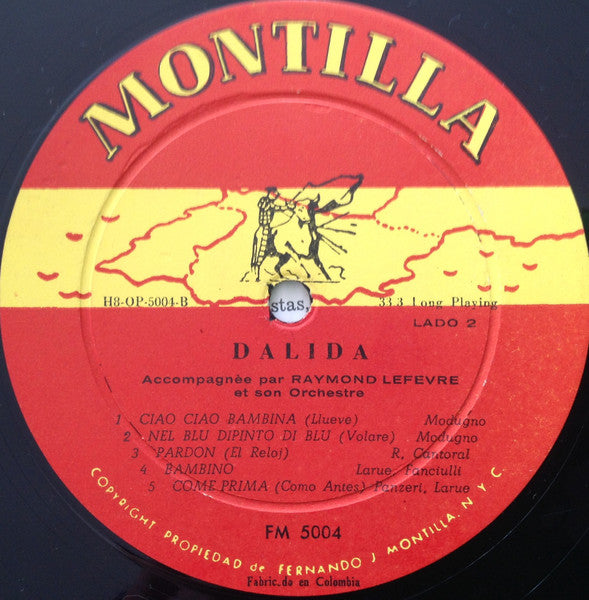 MONTILLA
H8-OP-5004-B
stas,
33.3 Long Playing
LADO 2
DALIDA
Accompagnèe par RAYMOND LEFEVRE
et son Orchestre
1 CIAO CIAO BAMBINA (Llueve) Modugno
2 NEL BLU DIPINTO DI BLU (Volare) Modugno
3 PARDON (El Reloj) R. Cantoral
4 BAMBINO Larue, Fanciulli
5 COME PRIMA (Como Antes) Panzeri, Larue
FM 5004
COPYRIGHT PROPIEDAD de FERNANDO J MONTILLA. N.Y.C.
Fabric.do en Colombia